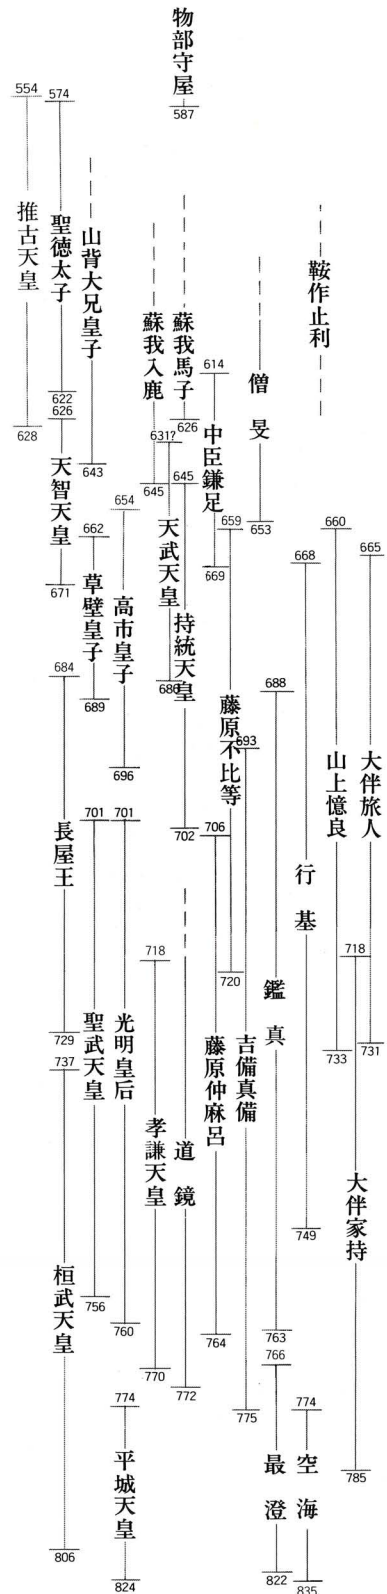 物部守屋
587
554
推古天皇
628
574
聖徳太子
622
山背大兄皇子
643
蘇我入鹿
645
蘇我馬子
626
僧旻
653
鞍作止利
626
天智天皇
671
631?
天武天皇
686
645
持統天皇
702
614
中臣鎌足
669
662
草壁皇子
689
654
高市皇子
696
659
藤原不比等
720
660
山上憶良
733
665
大伴旅人
731
668
行基
749
684
長屋王
729
688
鑑真
763
693
吉備真備
775
701
聖武天皇
756
701
光明皇后
760
706
藤原仲麻呂
764
718
孝謙天皇
770
道鏡
772
718
大伴家持
785
737
桓武天皇
806
774
平城天皇
824
766
最澄
822
774
空海
835